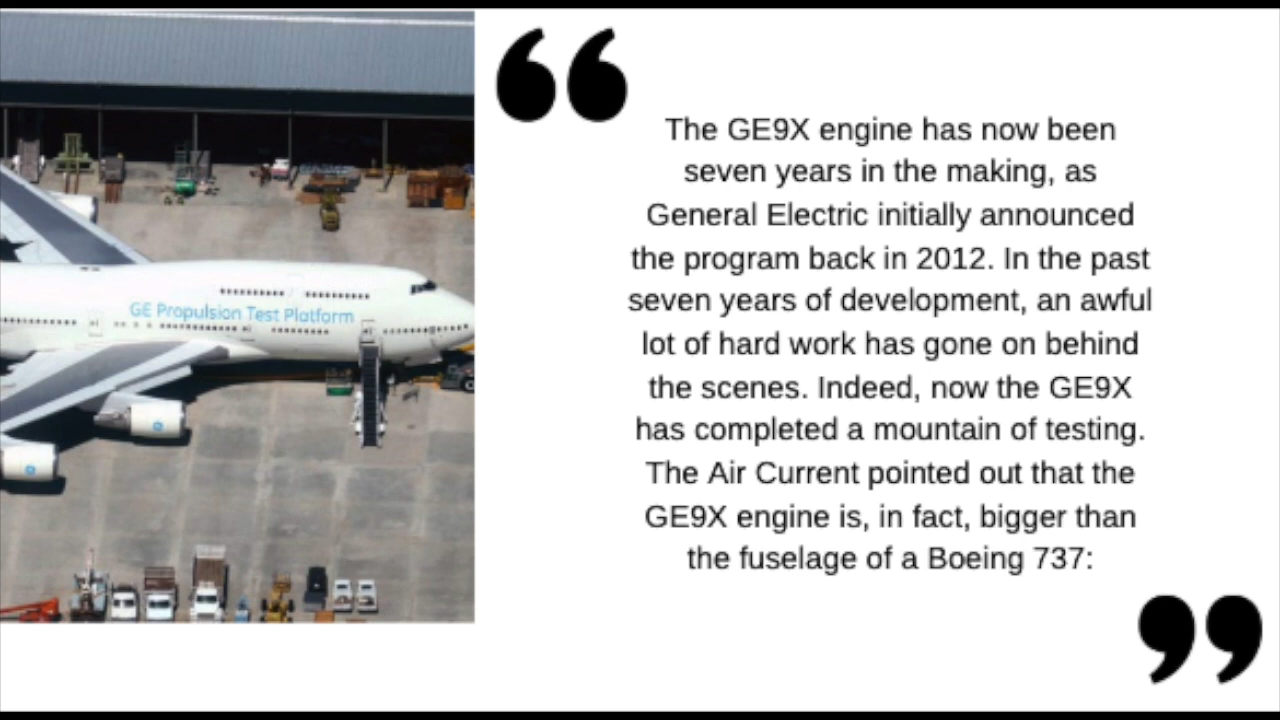 GE Propulsion Test Platform
“
The GE9X engine has now been
seven years in the making, as
General Electric initially announced
the program back in 2012. In the past
seven years of development, an awful
lot of hard work has gone on behind
the scenes. Indeed, now the GE9X
has completed a mountain of testing.
The Air Current pointed out that the
GE9X engine is, in fact, bigger than
the fuselage of a Boeing 737:
”